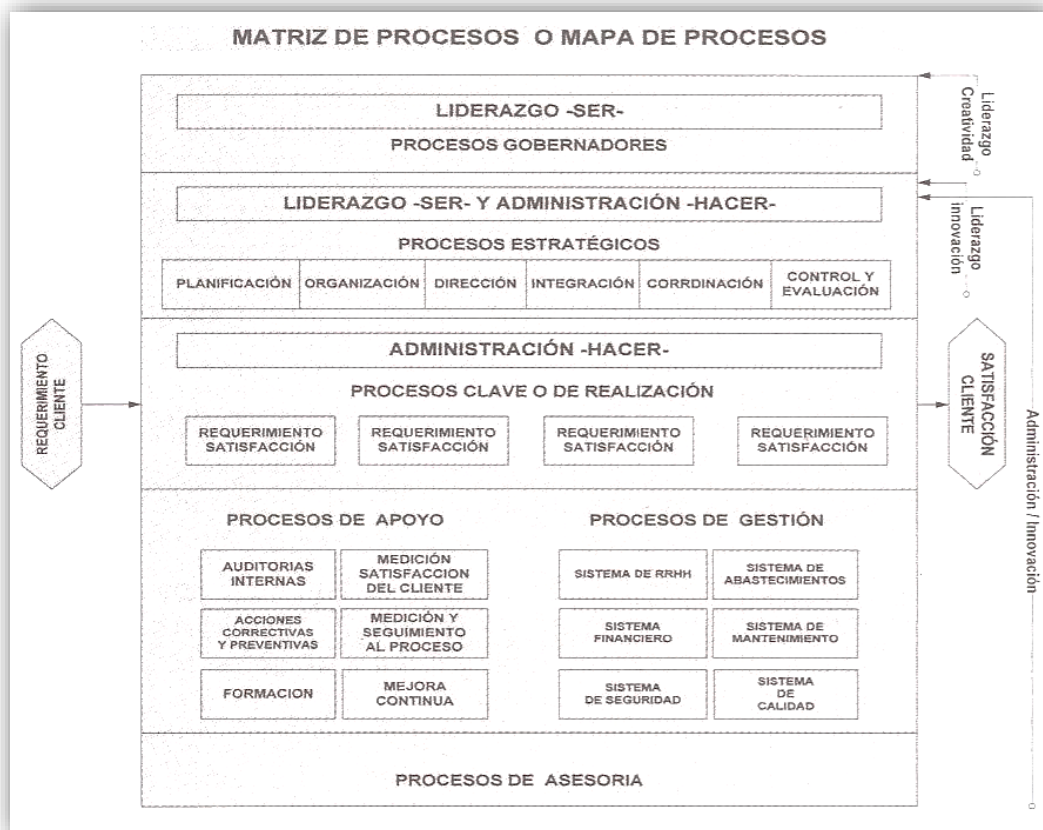 MATRIZ DE PROCESOS O MAPA DE PROCESOS
LIDERAZGO -SER-
PROCESOS GOBERNADORES
Liderazgo
Creatividad
LIDERAZGO -SER- Y ADMINISTRACIÓN -HACER-
PROCESOS ESTRATÉGICOS
PLANIFICACIÓN
ORGANIZACIÓN
DIRECCIÓN
INTEGRACIÓN
CORRDINACIÓN
CONTROL Y
EVALUACIÓN
Liderazgo
innovación
REQUERIMIENTO
CLIENTE
ADMINISTRACIÓN -HACER-
PROCESOS CLAVE O DE REALIZACIÓN
REQUERIMIENTO
SATISFACCIÓN
REQUERIMIENTO
SATISFACCIÓN
REQUERIMIENTO
SATISFACCIÓN
REQUERIMIENTO
SATISFACCIÓN
SATISFACCIÓN
CLIENTE
Administración / Innovación
PROCESOS DE APOYO
AUDITORIAS
INTERNAS
MEDICIÓN
SATISFACCION
DEL CLIENTE
ACCIONES
CORRECTIVAS
Y PREVENTIVAS
MEDICIÓN Y
SEGUIMIENTO
AL PROCESO
FORMACION
MEJORA
CONTINUA
PROCESOS DE GESTIÓN
SISTEMA DE RRHH
SISTEMA DE
ABASTECIMIENTOS
SISTEMA
FINANCIERO
SISTEMA DE
MANTENIMIENTO
SISTEMA
DE SEGURIDAD
SISTEMA
DE
CALIDAD
PROCESOS DE ASESORIA